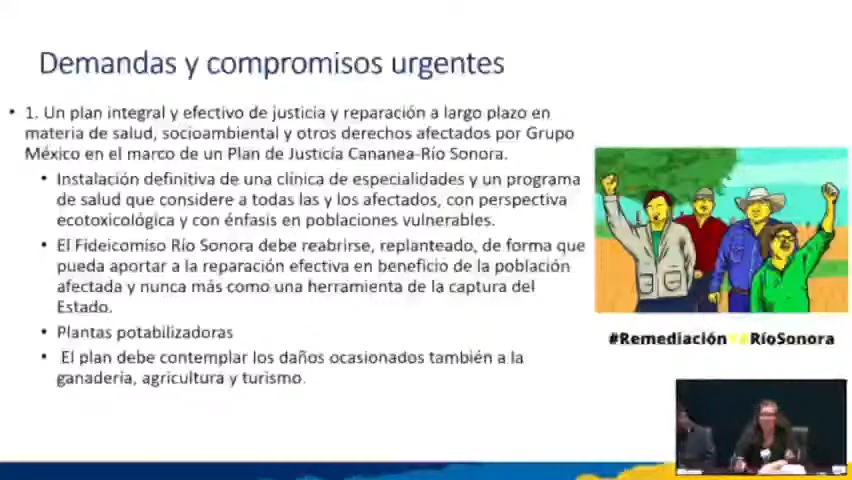 Demandas y compromisos urgentes
• 1. Un plan integral y efectivo de justicia y reparación a largo plazo en
materia de salud, socioambiental y otros derechos afectados por Grupo
México en el marco de un Plan de Justicia Cananea-Río Sonora.
• Instalación definitiva de una clínica de especialidades y un programa
de salud que considere a todas las y los afectados, con perspectiva
ecotoxicológica y con énfasis en poblaciones vulnerables.
• El Fideicomiso Río Sonora debe reabrirse, replanteado, de forma que
pueda aportar a la reparación efectiva en beneficio de la población
afectada y nunca más como una herramienta de la captura del
Estado.
• Plantas potabilizadoras
• El plan debe contemplar los daños ocasionados también a la
ganadería, agricultura y turismo.
#RemediaciónYARíoSonora